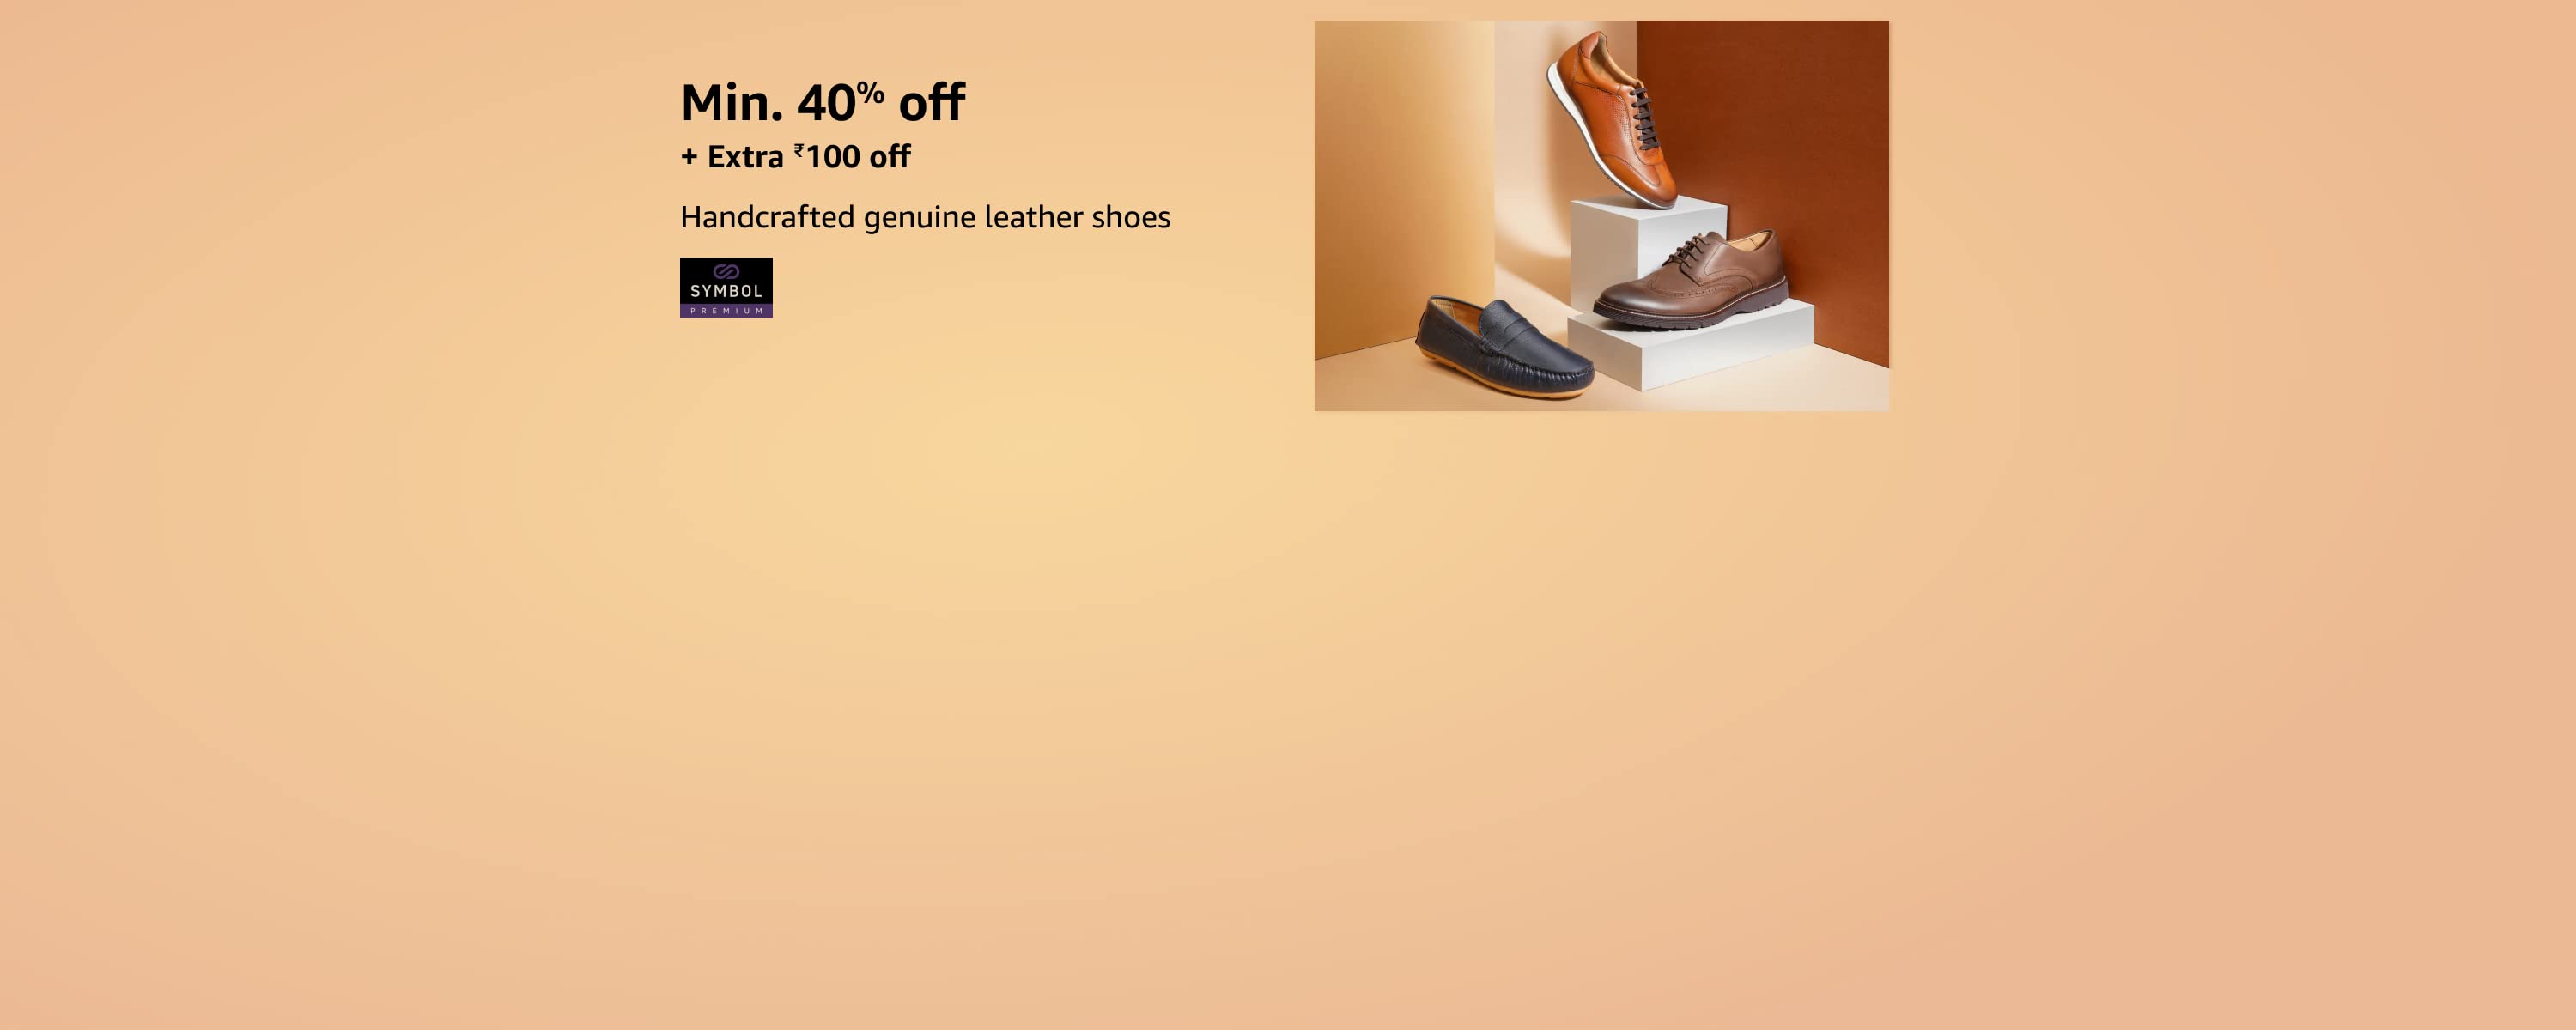 Min. 40% off
+ Extra ₹100 off
Handcrafted genuine leather shoes
SYMBOL
PREMIUM